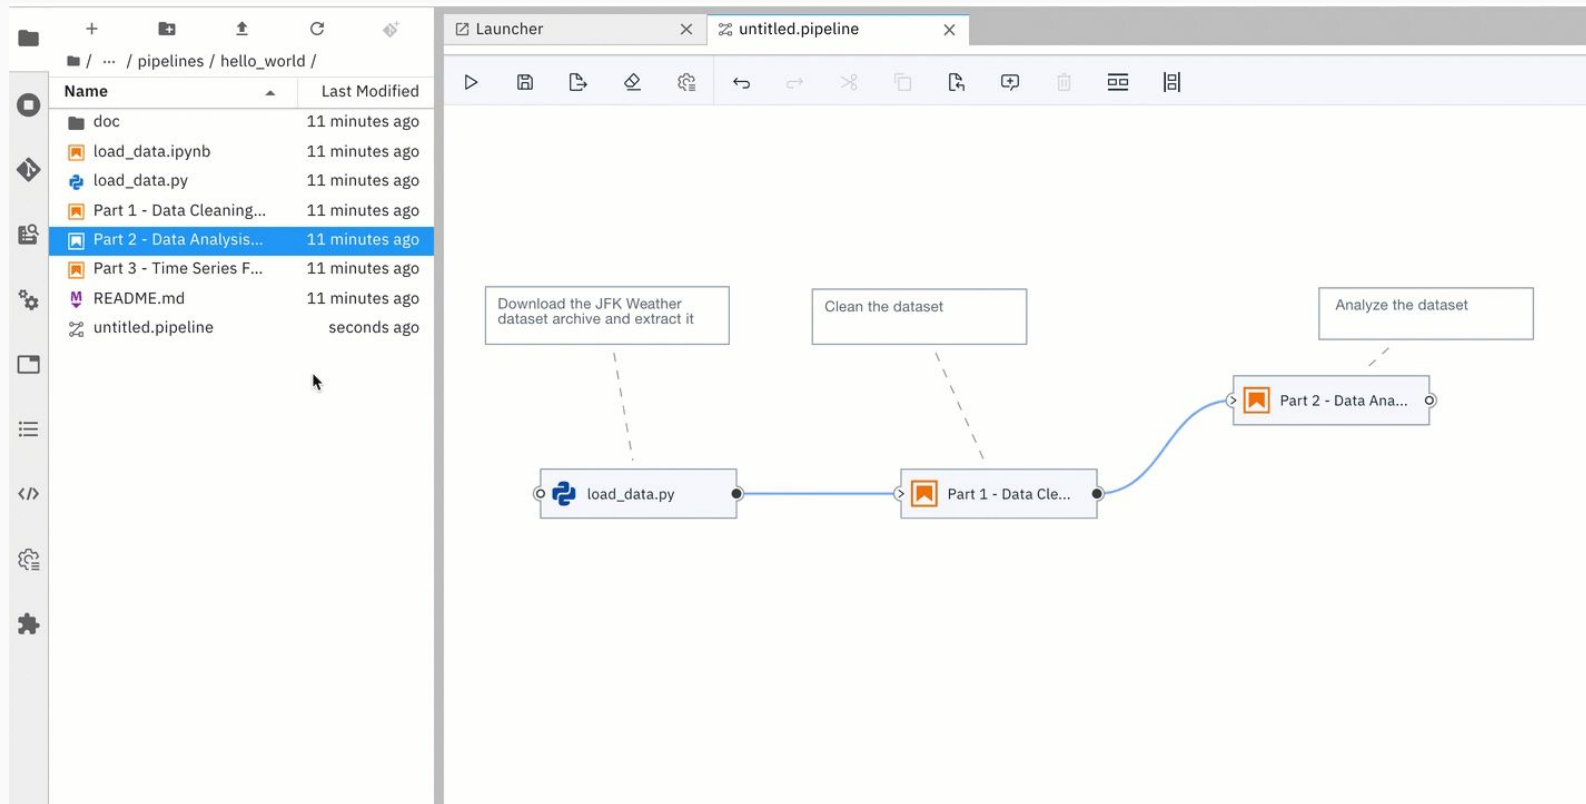 Launcher
untitled.pipeline
/ ... / pipelines / hello_world /
Name Last Modified
doc 11 minutes ago
load_data.ipynb 11 minutes ago
load_data.py 11 minutes ago
Part 1 - Data Cleaning... 11 minutes ago
Part 2 - Data Analysis... 11 minutes ago
Part 3 - Time Series F... 11 minutes ago
README.md 11 minutes ago
untitled.pipeline seconds ago
Download the JFK Weather
dataset archive and extract it
Clean the dataset
Analyze the dataset
Part 2 - Data Ana...
load_data.py
Part 1 - Data Cle...